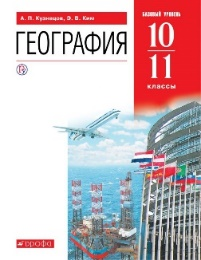 А. П. Кузнецов, Э. В. Ким
БАЗОВЫЙ УРОВЕНЬ
ГЕОГРАФИЯ
10
11
КЛАССЫ
дрофа